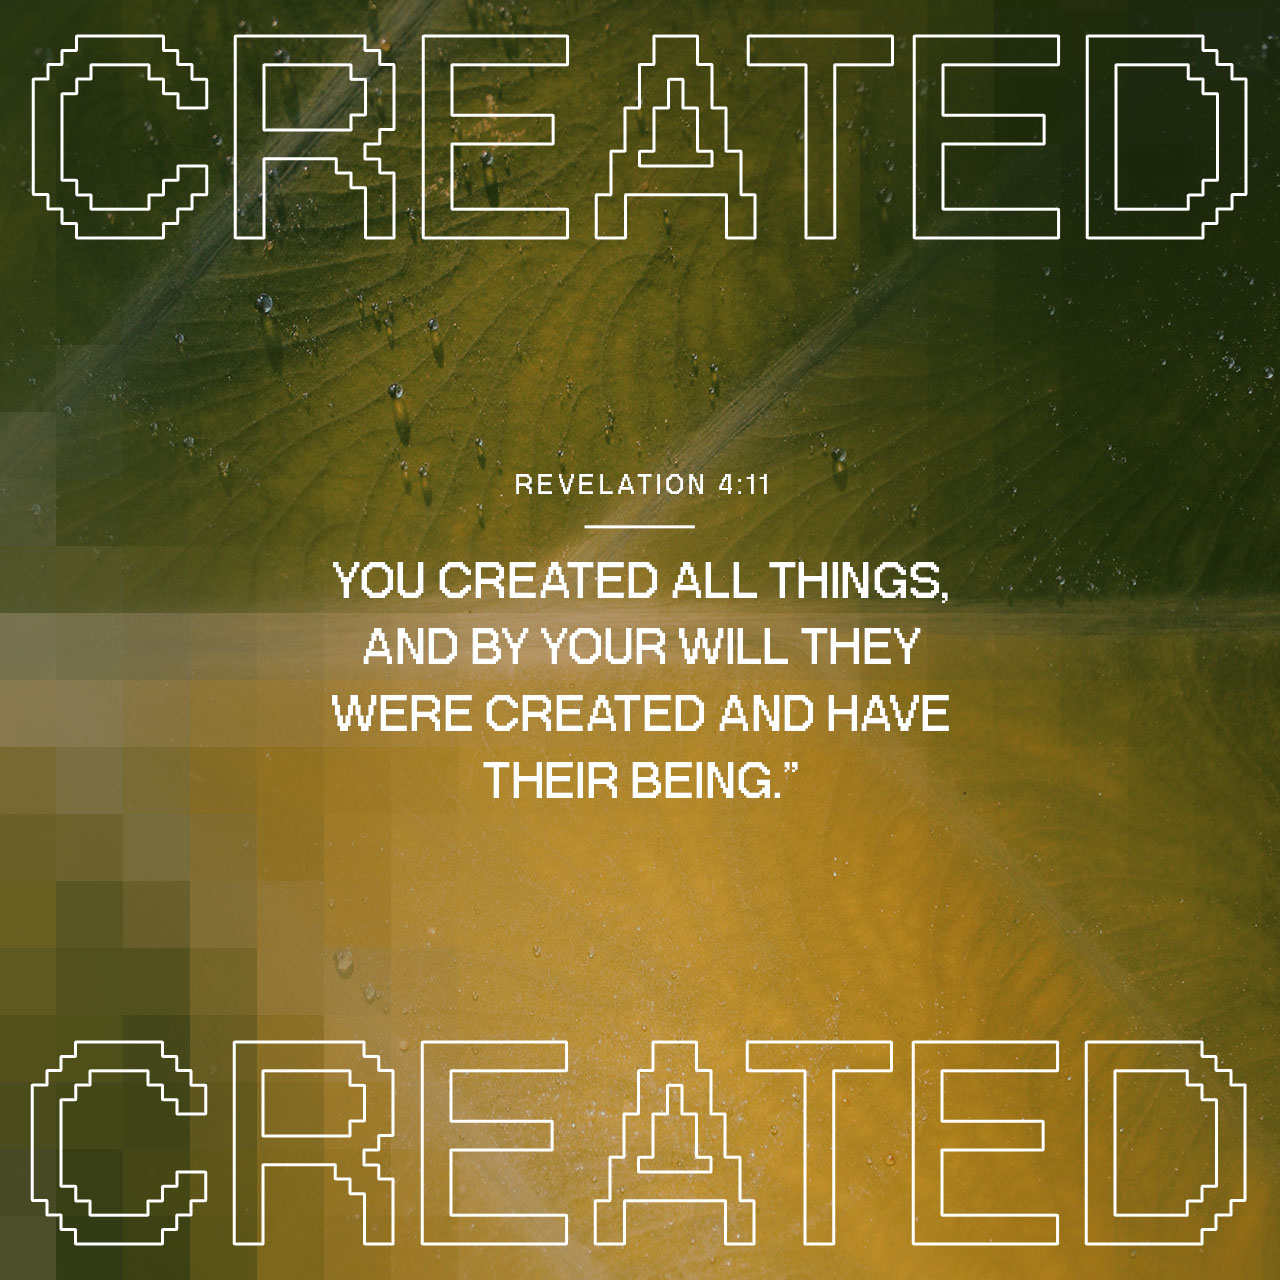 CREATED
REVELATION 4:11
YOU CREATED ALL THINGS,
AND BY YOUR WILL THEY
WERE CREATED AND HAVE
THEIR BEING.”
CREATED